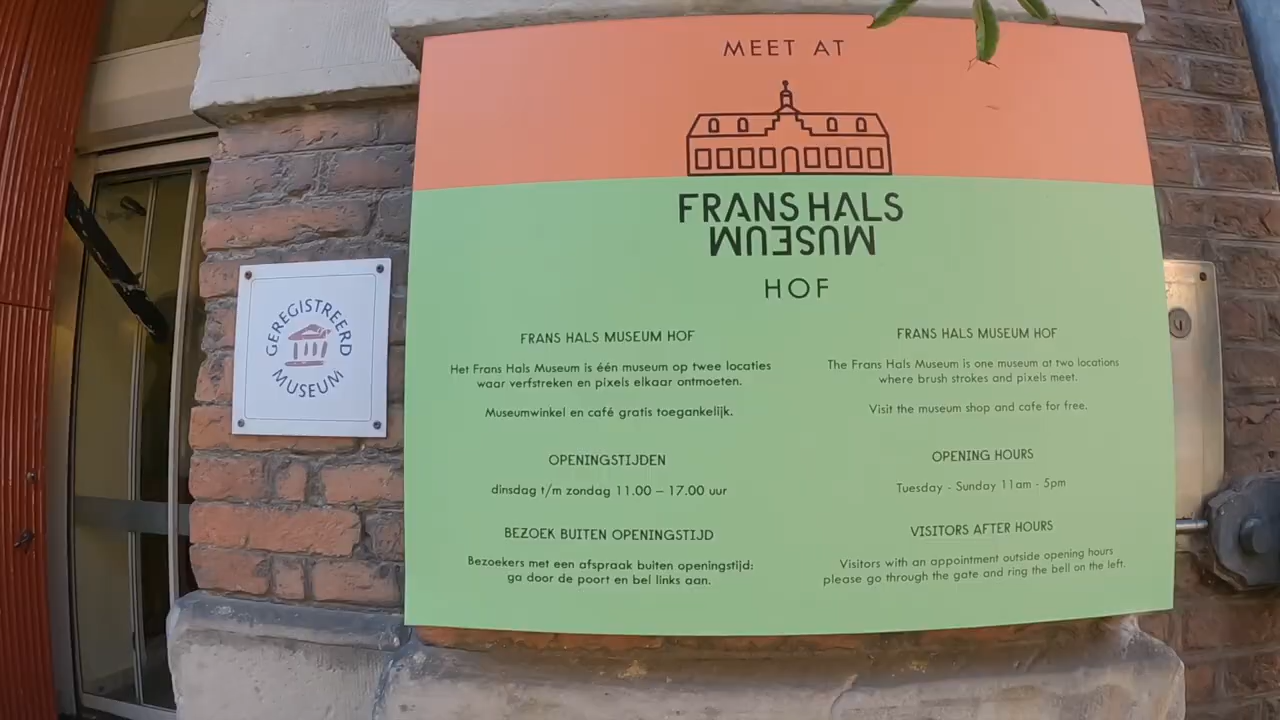 MEET AT
FRANS HALS
MUSEUM
HOF
GEREGISTREERD
MUSEUM
FRANS HALS MUSEUM HOF
Het Frans Hals Museum is één museum op twee locaties
waar verfstreken en pixels elkaar ontmoeten.
Museumwinkel en café gratis toegankelijk.
OPENINGSTIJDEN
dinsdag t/m zondag 11.00 – 17.00 uur
BEZOEK BUITEN OPENINGSTIJD
Bezoekers met een afspraak buiten openingstijd:
ga door de poort en bel links aan.
FRANS HALS MUSEUM HOF
The Frans Hals Museum is one museum at two locations
where brush strokes and pixels meet.
Visit the museum shop and cafe for free.
OPENING HOURS
Tuesday - Sunday 11am - 5pm
VISITORS AFTER HOURS
Visitors with an appointment outside opening hours
please go through the gate and ring the bell on the left.